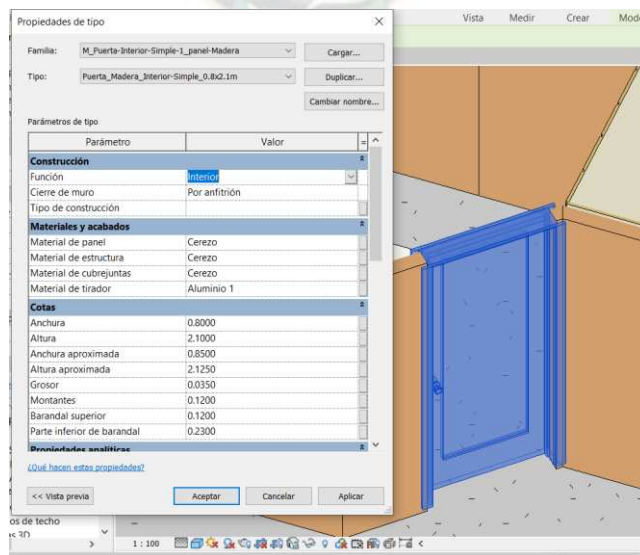 Propiedades de tipo
Vista Medir Crear
Familia: M_Puerta-Interior-Simple-1_panel-Madera Cargar...
Tipo: Puerta_Madera_Interior-Simple_0.8x2.1m Duplicar...
Cambiar nombre...
Parámetros de tipo
Parámetro Valor =
Construcción
Función Interior
Cierre de muro Por anfitrión
Tipo de construcción
Materiales y acabados
Material de panel Cerezo
Material de estructura Cerezo
Material de cubrejuntas Cerezo
Material de tirador Aluminio 1
Cotas
Anchura 0.8000
Altura 2.1000
Anchura aproximada 0.8500
Altura aproximada 2.1250
Grosor 0.0350
Montantes 0.1200
Barandal superior 0.1200
Parte inferior de barandal 0.2300
Propiedades analíticas
¿Qué hacen estas propiedades?
<< Vista previa Aceptar Cancelar Aplicar
os de techo
1 : 100